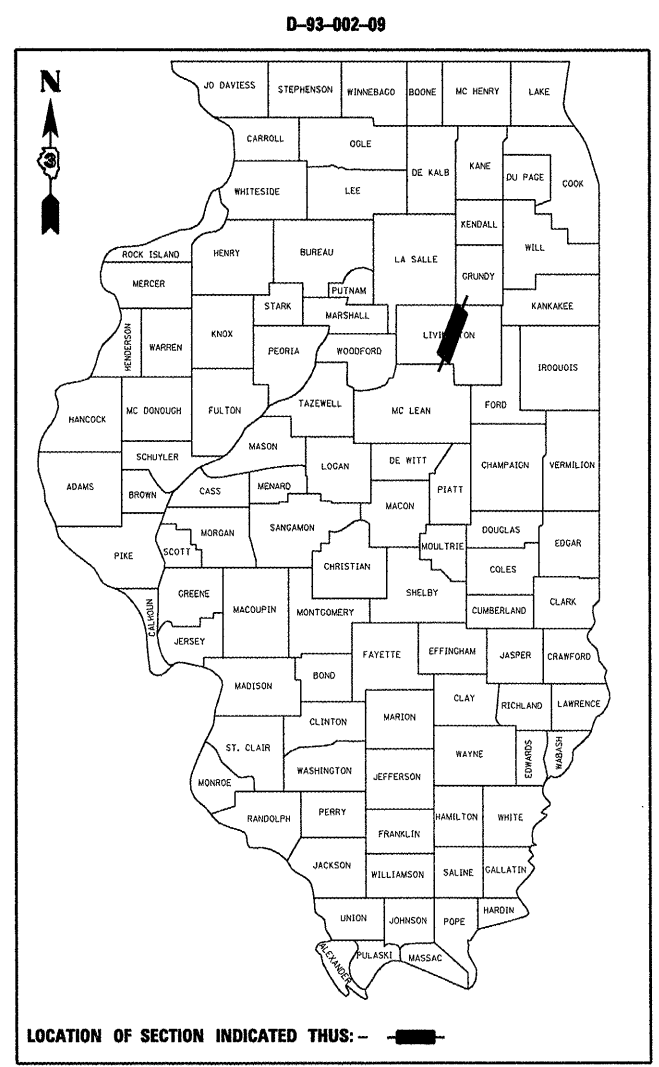 D-93-002-09
N
3
JO DAVIESS STEPHENSON WINNEBAGO BOONE MC HENRY LAKE
CARROLL OGLE DE KALB KANE DU PAGE COOK
WHITESIDE LEE
KENDALL
ROCK ISLAND HENRY BUREAU LA SALLE WILL
MERCER PUTNAM GRUNDY
STARK MARSHALL KANKAKEE
HENDERSON WARREN KNOX PEORIA WOODFORD LIVINGTON IROQUOIS
HANCOCK MC DONOUGH FULTON TAZEWELL MC LEAN FORD
SCHUYLER MASON
ADAMS BROWN CASS MENARD LOGAN DE WITT PIATT CHAMPAIGN VERMILION
MACON
PIKE SCOTT MORGAN SANGAMON CHRISTIAN MOULTRIE DOUGLAS EDGAR
COLES
CALHOUN GREENE MACOUPIN MONTGOMERY SHELBY CUMBERLAND CLARK
JERSEY
FAYETTE EFFINGHAM JASPER CRAWFORD
MADISON BOND
CLINTON MARION CLAY RICHLAND LAWRENCE
ST. CLAIR WAYNE EDWARDS WABASH
MONROE WASHINGTON JEFFERSON
RANDOLPH PERRY HAMILTON WHITE
FRANKLIN
JACKSON WILLIAMSON SALINE GALLATIN
UNION JOHNSON POPE HARDIN
ALEXANDER PULASKI MASSAC
LOCATION OF SECTION INDICATED THUS: -